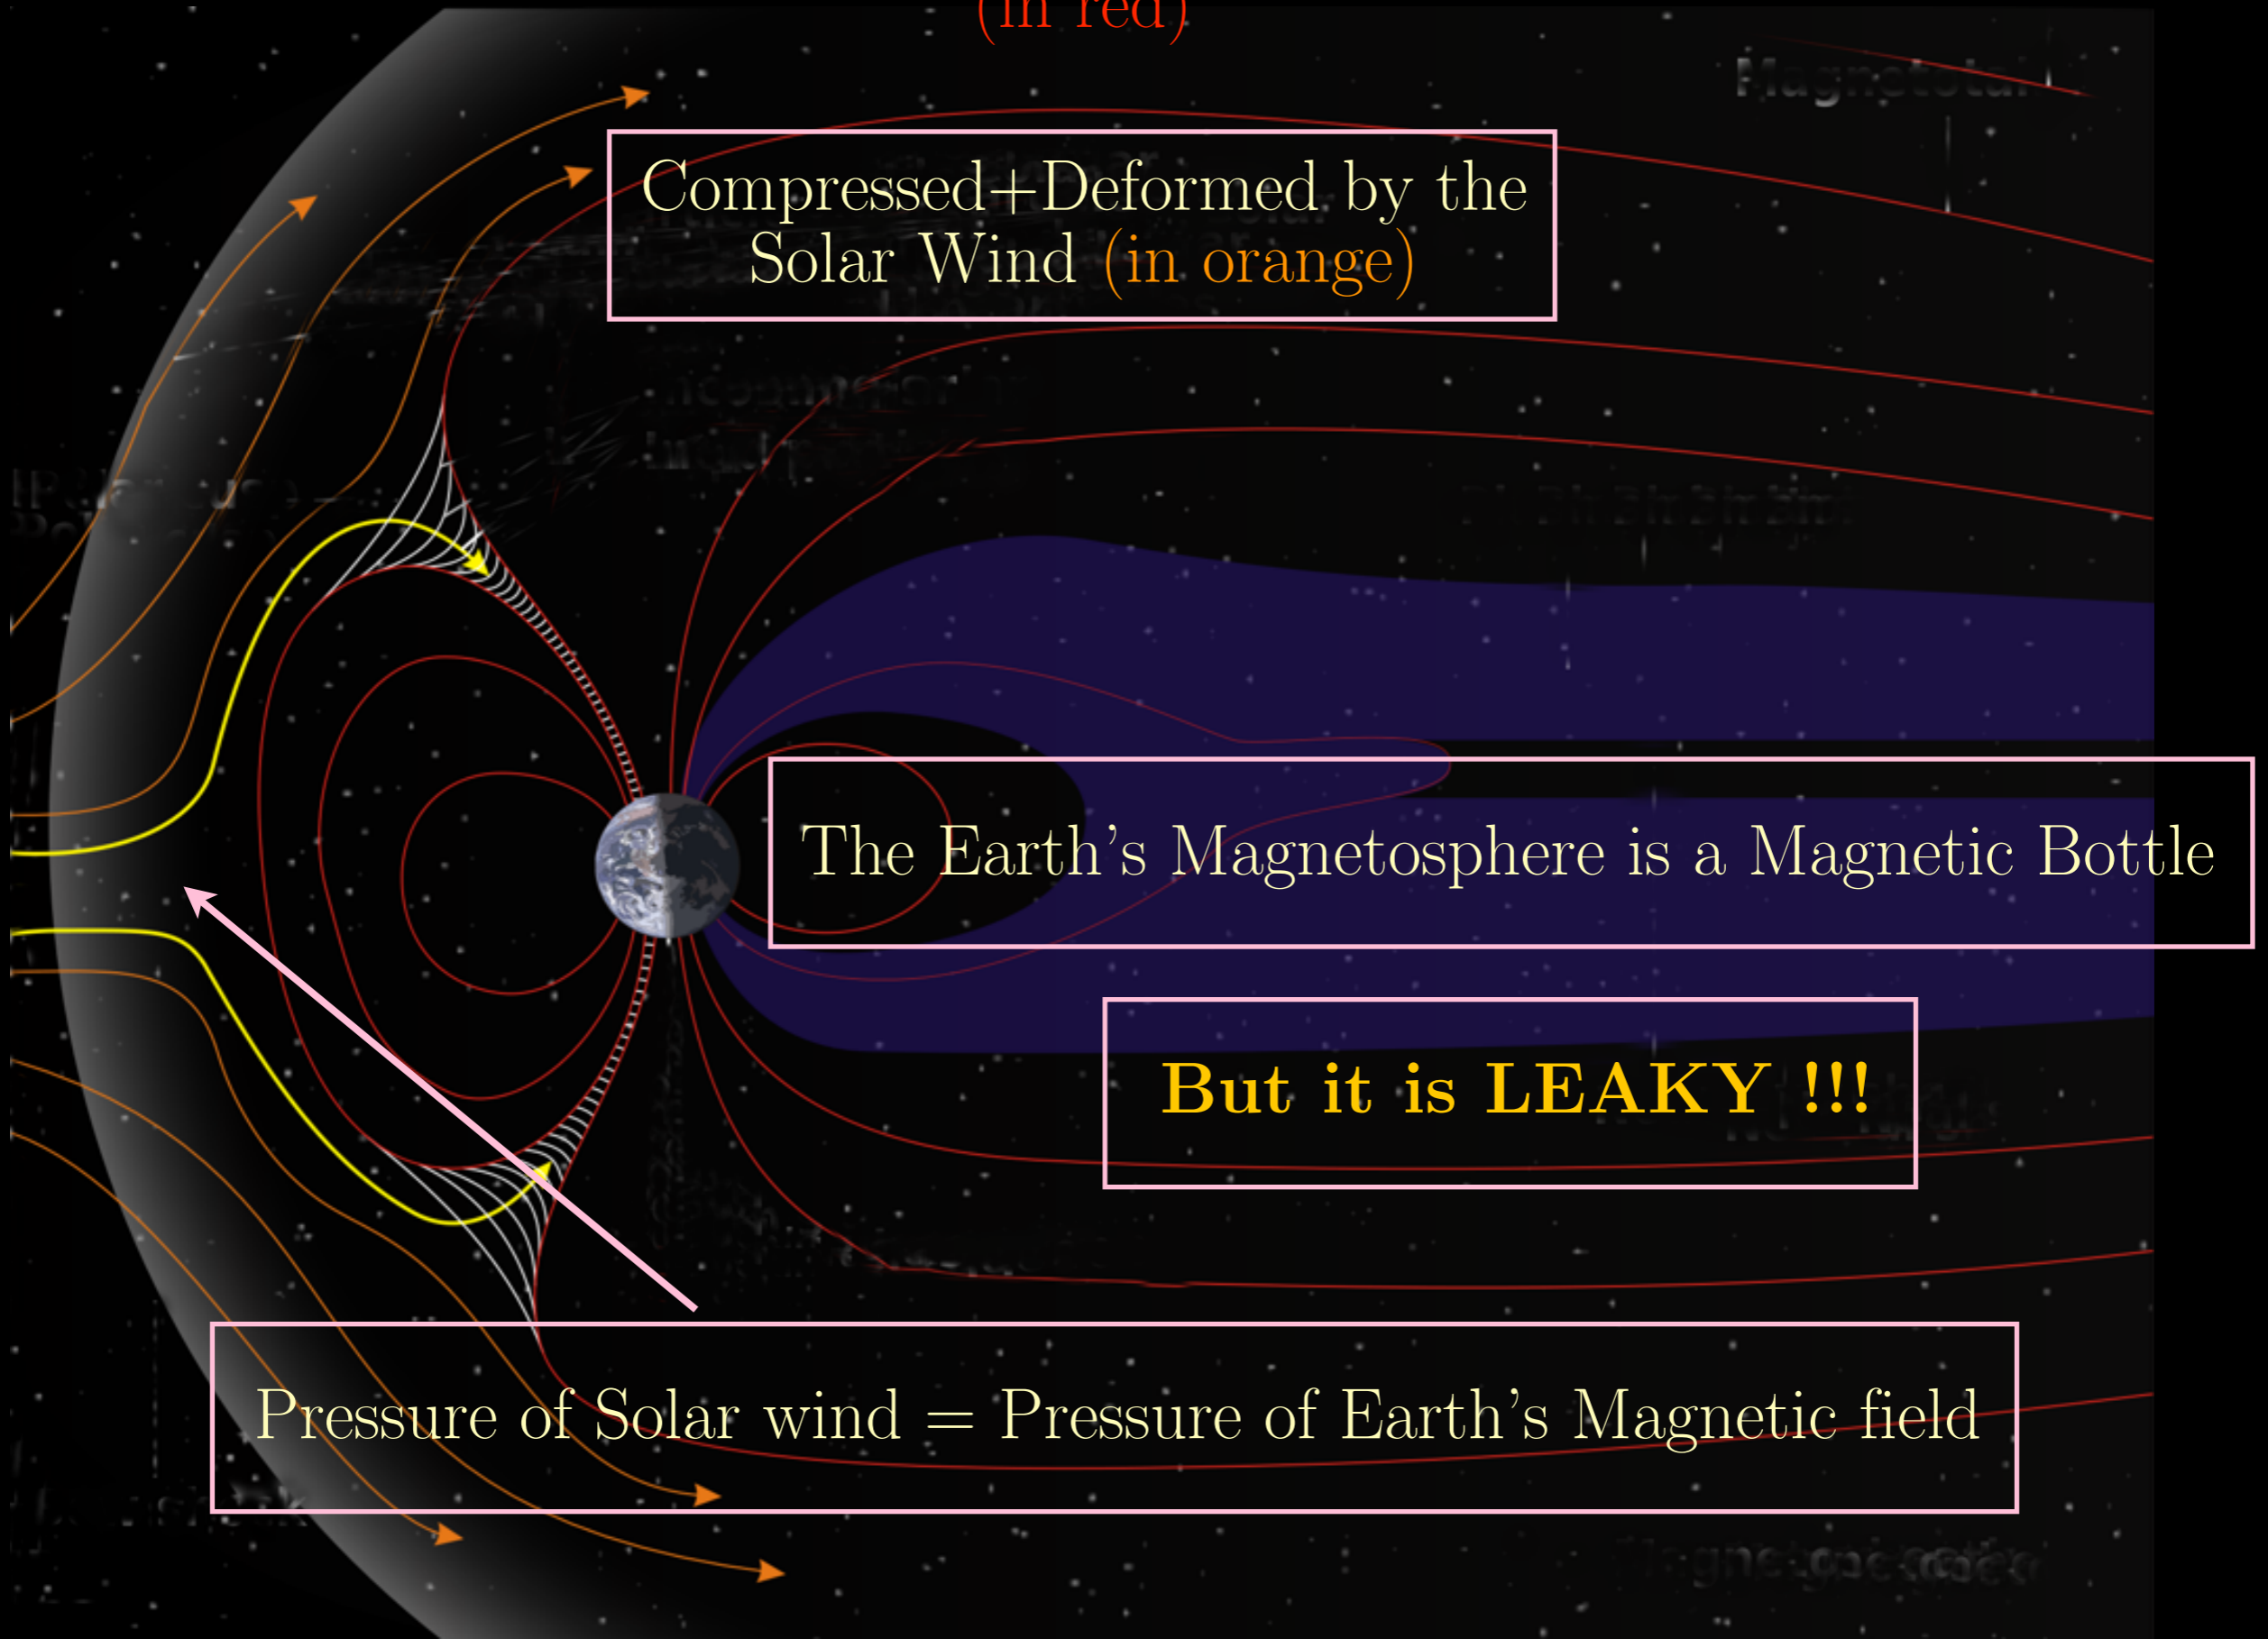 (in red)
Compressed+Deformed by the
Solar Wind (in orange)
The Earth's Magnetosphere is a Magnetic Bottle
But it is LEAKY !!!
Pressure of Solar wind = Pressure of Earth's Magnetic field